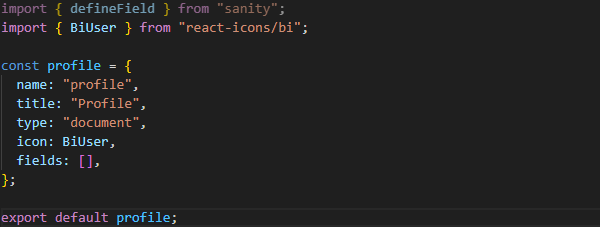 import { defineField } from "sanity";
import { BiUser } from "react-icons/bi";
const profile = {
  name: "profile",
  title: "Profile",
  type: "document",
  icon: BiUser,
  fields: [],
};
export default profile;